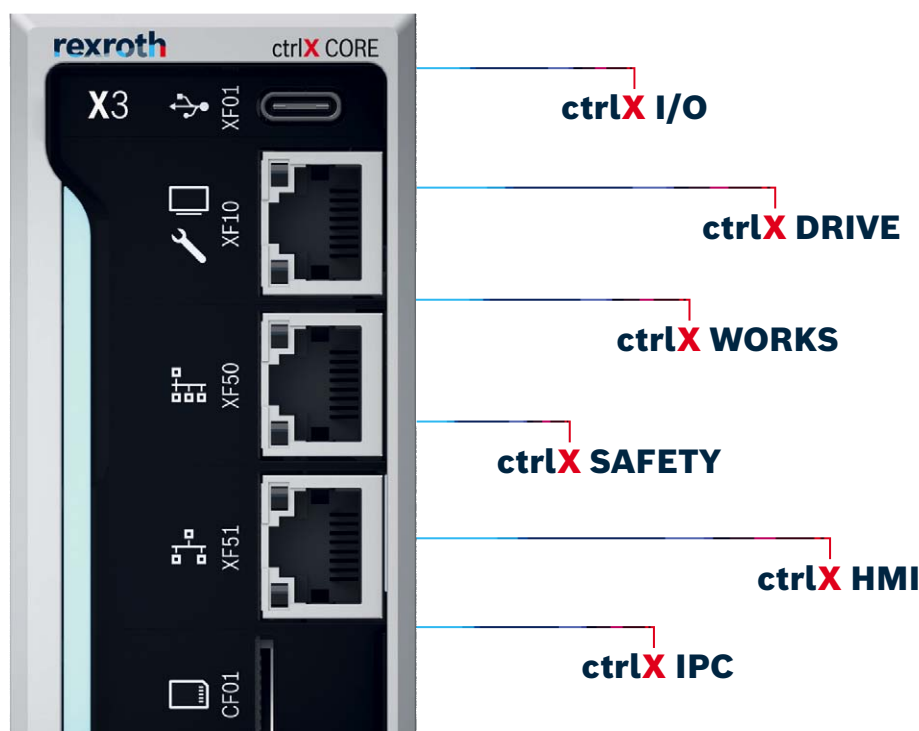 rexroth
ctrlX CORE
X3
XF01
XF10
XF50
XF51
CF01
ctrlX I/O
ctrlX DRIVE
ctrlX WORKS
ctrlX SAFETY
ctrlX HMI
ctrlX IPC